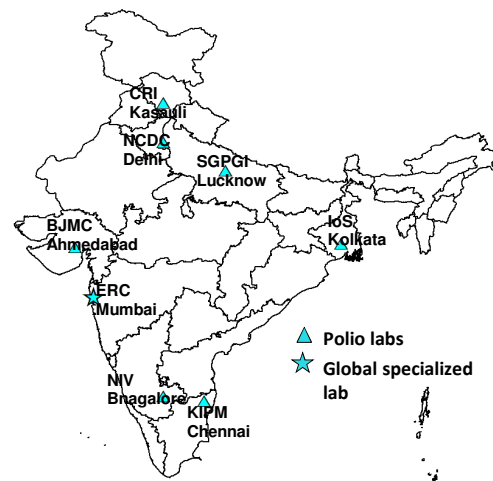 CRI
Kasauli
NCDC
Delhi
SGPGI
Lucknow
BJMC
Ahmedabad
IoS,
Kolkata
ERC
Mumbai
Polio labs
Global specialized
lab
NIV
Bnagalore
KIPM
Chennai